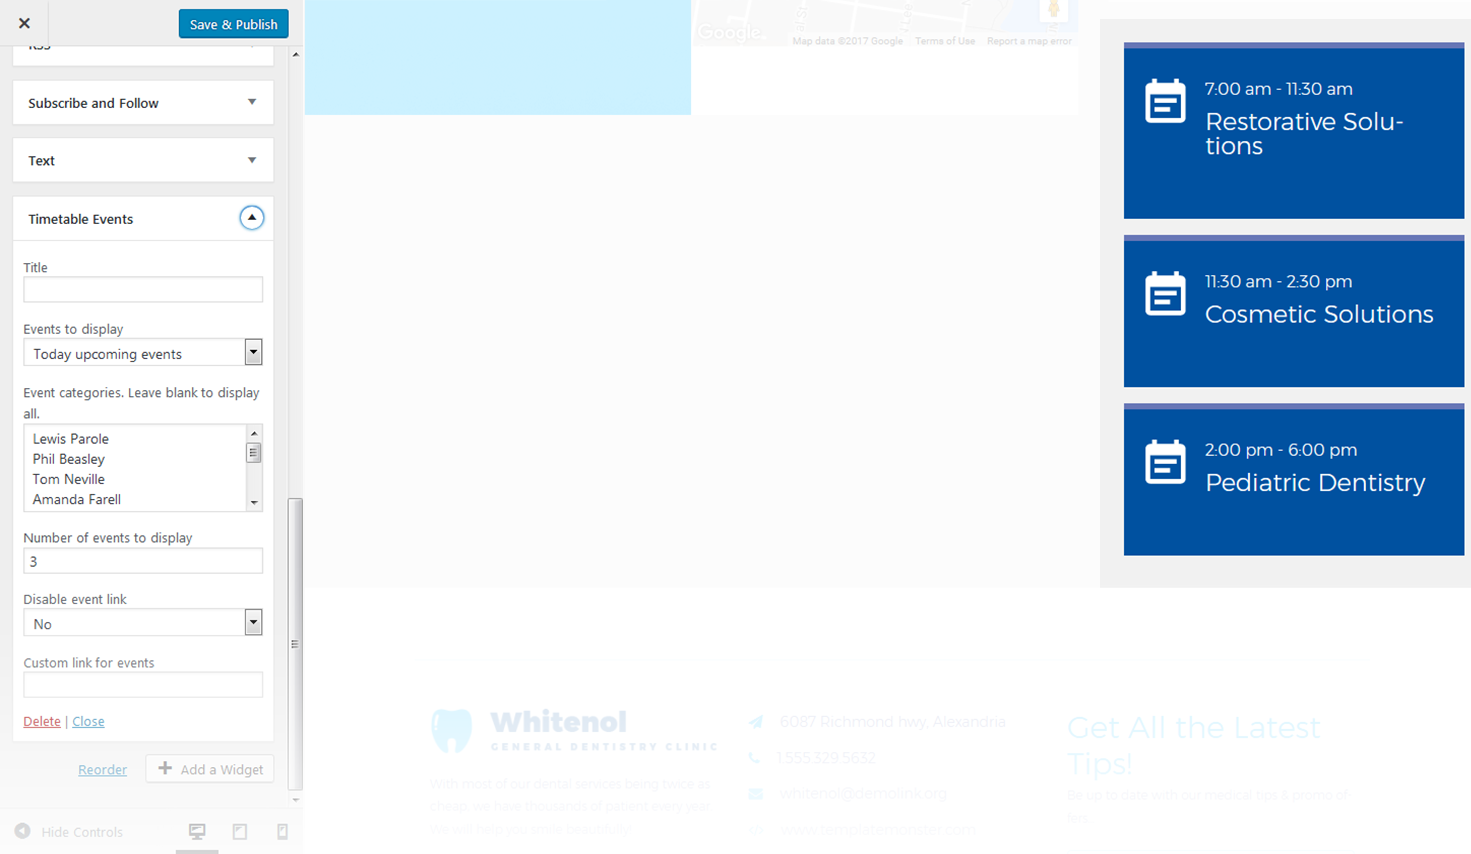 Save & Publish
RSS
Subscribe and Follow
Text
Timetable Events
Title
Events to display
Today upcoming events
Event categories. Leave blank to display
all.
Lewis Parole
Phil Beasley
Tom Neville
Amanda Farell
Number of events to display
3
Disable event link
No
Custom link for events
Delete | Close
Reorder
Add a Widget
Hide Controls
Google
Map data ©2017 Google
Terms of Use
Report a map error
7:00 am - 11:30 am
Restorative Solu-
tions
11:30 am - 2:30 pm
Cosmetic Solutions
2:00 pm - 6:00 pm
Pediatric Dentistry
Whitenol
GENERAL DENTISTRY CLINIC
With most of our dental services being twice as
cheap, we have thousands of patient every year.
We will help you smile beautifully.
6087 Richmond hwy, Alexandria
1 555 329 5632
whitenol@demolink.org
www.templatemonster.com
Get All the Latest
Tips!
Be up to date with our medical tips & promo of-
fers